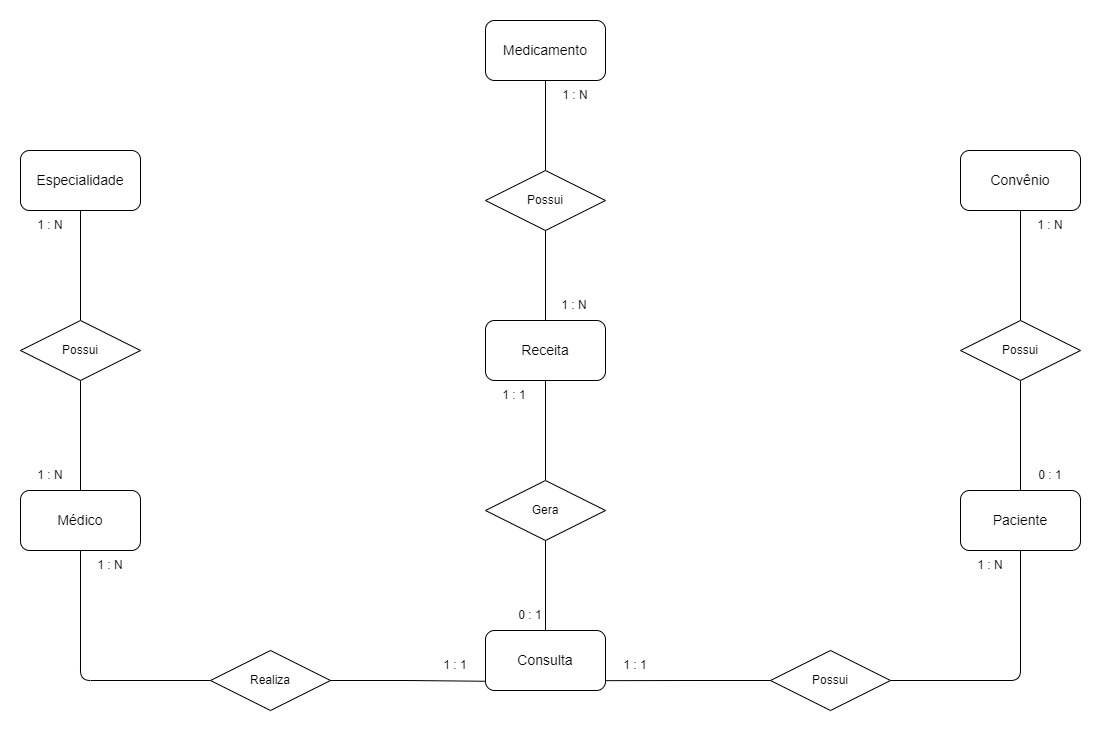 Medicamento
1 : N
Especialidade
Convênio
Possui
1 : N
1 : N
1 : N
Possui
Receita
Possui
1 : 1
1 : N
0 : 1
Médico
Gera
Paciente
1 : N
1 : N
0 : 1
Consulta
1 : 1
1 : 1
Realiza
Possui